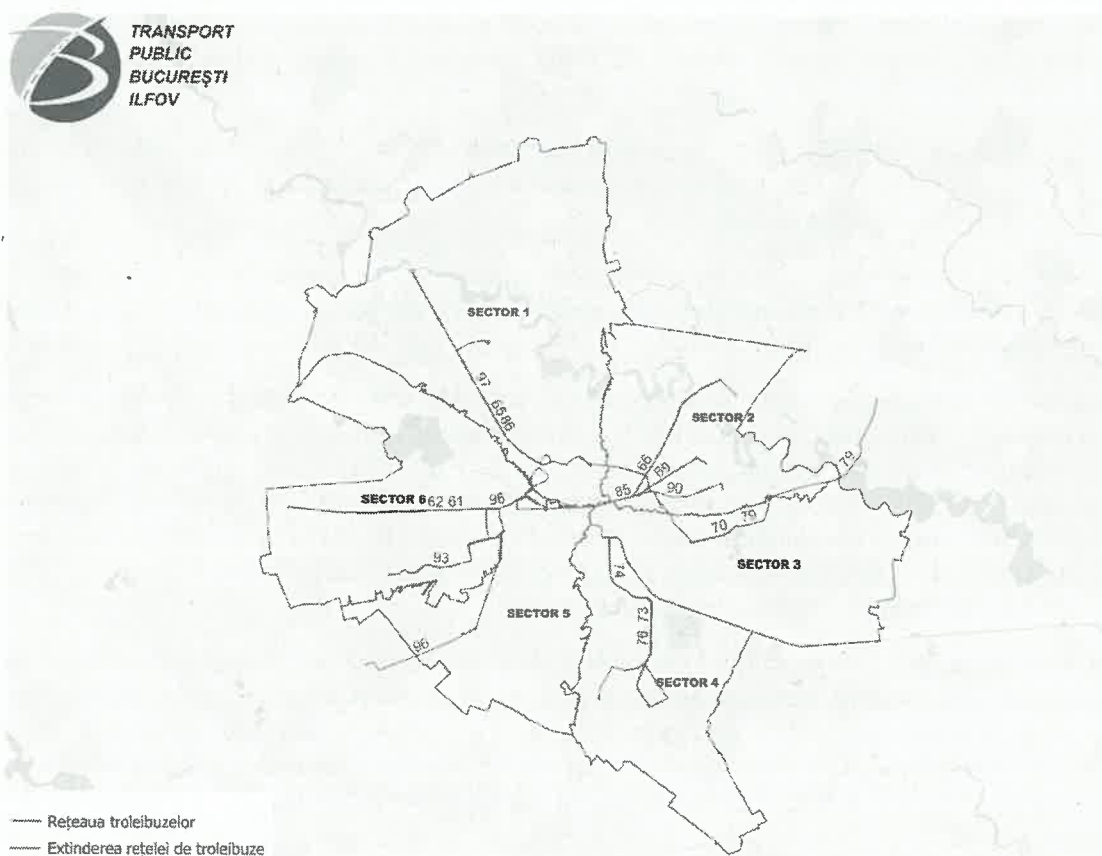 TRANSPORT
PUBLIC
BUCUREȘTI
ILFOV
SECTOR 1
97
65 86
SECTOR 2
66
69
79
85
90
SECTOR 6 62 61
96
70
79
93
SECTOR 3
74
SECTOR 5
76 73
96
SECTOR 4
Rețeaua troleibuzelor
Extinderea rețelei de troleibuze